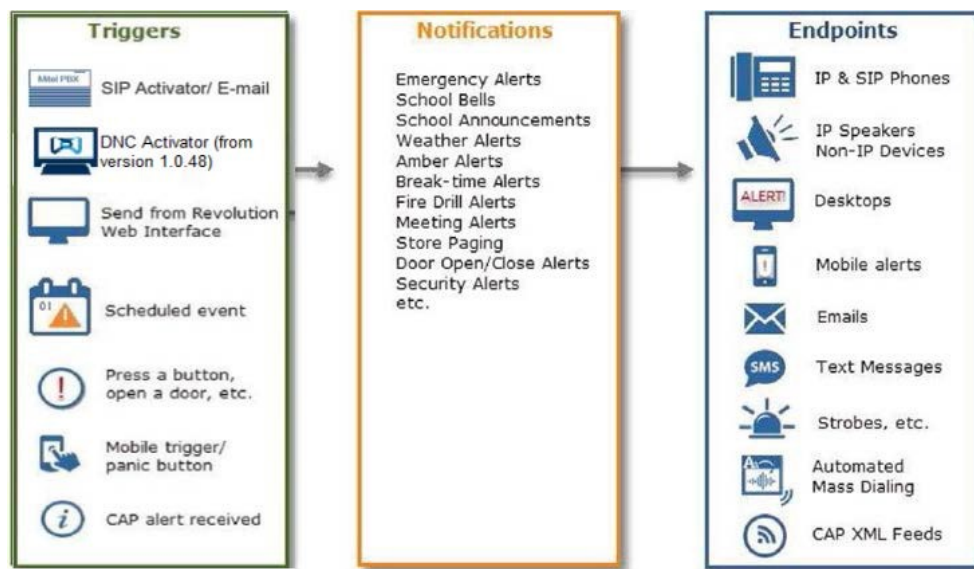 Triggers
Mitel PBX
SIP Activator/ E-mail
DNC Activator (from
version 1.0.48)
Send from Revolution
Web Interface
01
Scheduled event
!
Press a button,
open a door, etc.
Mobile trigger/
panic button
i
CAP alert received
Notifications
Emergency Alerts
School Bells
School Announcements
Weather Alerts
Amber Alerts
Break-time Alerts
Fire Drill Alerts
Meeting Alerts
Store Paging
Door Open/Close Alerts
Security Alerts
etc.
Endpoints
IP & SIP Phones
IP Speakers
Non-IP Devices
ALERT!
Desktops
!
Mobile alerts
Emails
SMS
Text Messages
Strobes, etc.
A
Automated
Mass Dialing
CAP XML Feeds